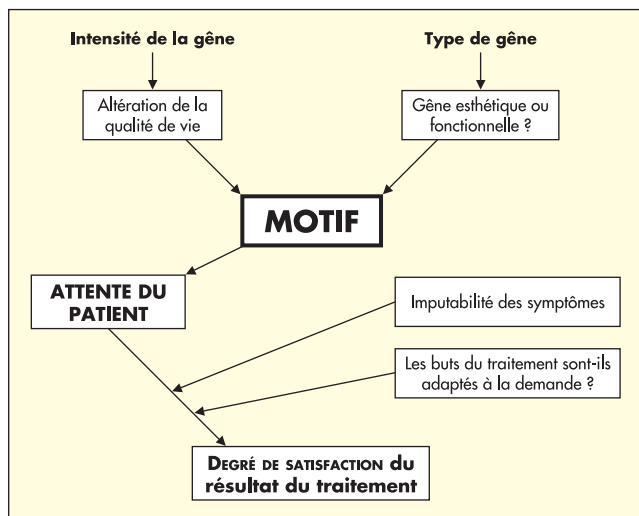 Intensité de la gêne
Type de gêne
Altération de la
qualité de vie
Gêne esthétique ou
fonctionnelle ?
MOTIF
ATTENTE DU
PATIENT
Imputabilité des symptômes
Les buts du traitement sont-ils
adaptés à la demande ?
DEGRÉ DE SATISFACTION du
résultat du traitement